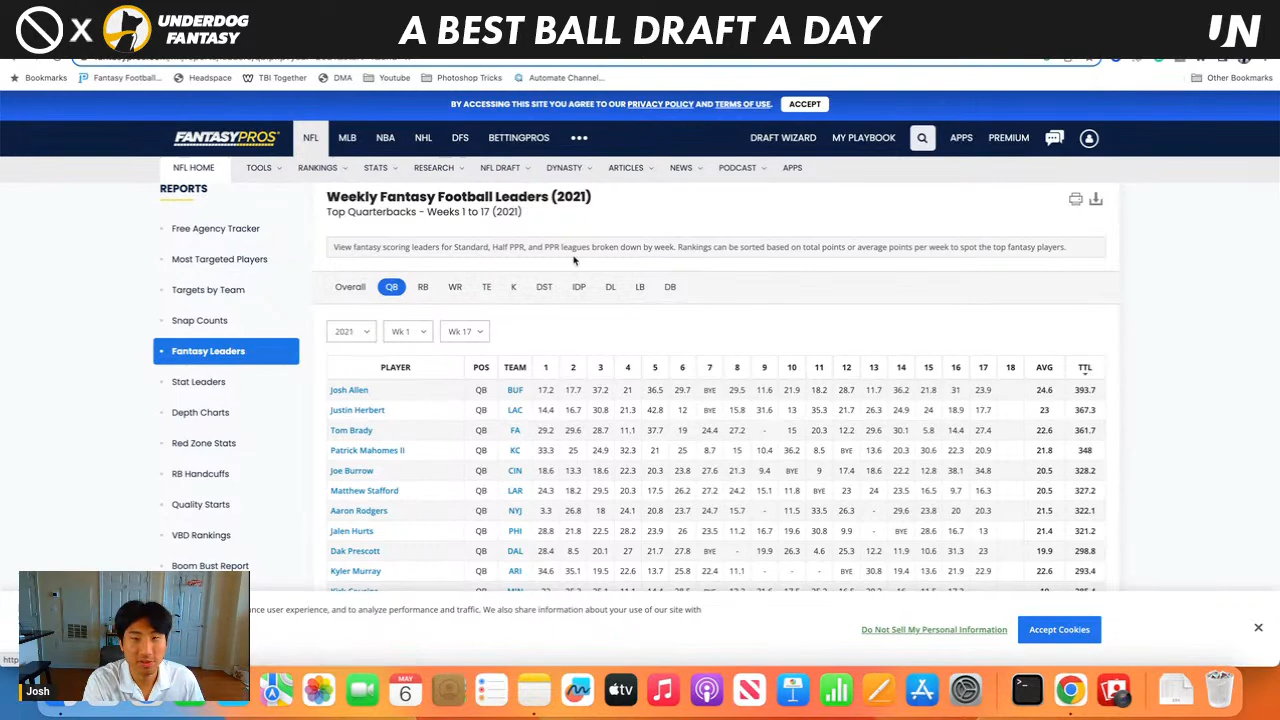 X UNDERDOG FANTASY A BEST BALL DRAFT A DAY UN
Bookmarks Fantasy Football... Headspace TBI Together DMA Youtube Photoshop Tricks Automate Channel... Other Bookmarks
BY ACCESSING THIS SITE YOU AGREE TO OUR PRIVACY POLICY AND TERMS OF USE. ACCEPT
FANTASYPROS NFL MLB NBA NHL DFS BETTINGPROS ••• DRAFT WIZARD MY PLAYBOOK APPS PREMIUM
NFL HOME TOOLS RANKINGS STATS RESEARCH NFL DRAFT DYNASTY ARTICLES NEWS PODCAST APPS
REPORTS
Free Agency Tracker
Most Targeted Players
Targets by Team
Snap Counts
Fantasy Leaders
Stat Leaders
Depth Charts
Red Zone Stats
RB Handcuffs
Quality Starts
VBD Rankings
Boom Bust Report
Weekly Fantasy Football Leaders (2021)
Top Quarterbacks - Weeks 1 to 17 (2021)
View fantasy scoring leaders for Standard, Half PPR, and PPR leagues broken down by week. Rankings can be sorted based on total points or average points per week to spot the top fantasy players.
Overall QB RB WR TE K DST IDP DL LB DB
2021 Wk 1 Wk 17
PLAYER POS TEAM 1 2 3 4 5 6 7 8 9 10 11 12 13 14 15 16 17 18 AVG TTL
Josh Allen QB BUF 17.2 17.7 37.2 21 36.5 29.7 BYE 29.5 11.6 21.9 18.2 28.7 11.7 36.2 21.8 31 23.9 24.6 393.7
Justin Herbert QB LAC 14.4 16.7 30.8 21.3 42.8 12 BYE 15.8 31.6 13 35.3 21.7 26.3 24.9 24 18.9 17.7 23 367.3
Tom Brady QB FA 29.2 29.6 28.7 11.1 37.7 19 24.4 27.2 - 15 20.3 12.2 29.6 30.1 5.8 14.4 27.4 22.6 361.7
Patrick Mahomes II QB KC 33.3 25 24.9 32.3 21 25 8.7 15 10.4 36.2 8.5 BYE 13.6 20.3 30.6 22.3 20.9 21.8 348
Joe Burrow QB CIN 18.6 13.3 18.6 22.3 20.3 23.8 27.6 21.3 9.4 BYE 9 17.4 18.6 22.2 12.8 38.1 34.8 20.5 328.2
Matthew Stafford QB LAR 24.3 18.2 29.5 20.3 17.5 26.2 27.2 24.2 15.1 11.8 BYE 23 24 23.5 16.5 9.7 16.3 20.5 327.2
Aaron Rodgers QB NYJ 3.3 26.8 18 24.1 20.8 23.7 24.7 15.7 - 11.5 33.5 26.3 - 29.6 23.8 20 20.3 21.5 322.1
Jalen Hurts QB PHI 28.8 21.8 22.5 28.2 23.9 26 23.5 11.2 16.7 19.6 30.8 9.9 - BYE 28.6 16.7 13 21.4 321.2
Dak Prescott QB DAL 28.4 8.5 20.1 27 21.7 27.8 BYE - 19.9 26.3 4.6 25.3 12.2 11.9 10.6 31.3 23 19.9 298.8
Kyler Murray QB ARI 34.6 35.1 19.5 22.6 13.7 25.8 22.4 11.1 - - - BYE 30.8 19.4 13.6 21.9 22.9 22.6 293.4
ance user experience, and to analyze performance and traffic. We also share information about your use of our site with
Do Not Sell My Personal Information Accept Cookies
Josh
MAY
6
tv